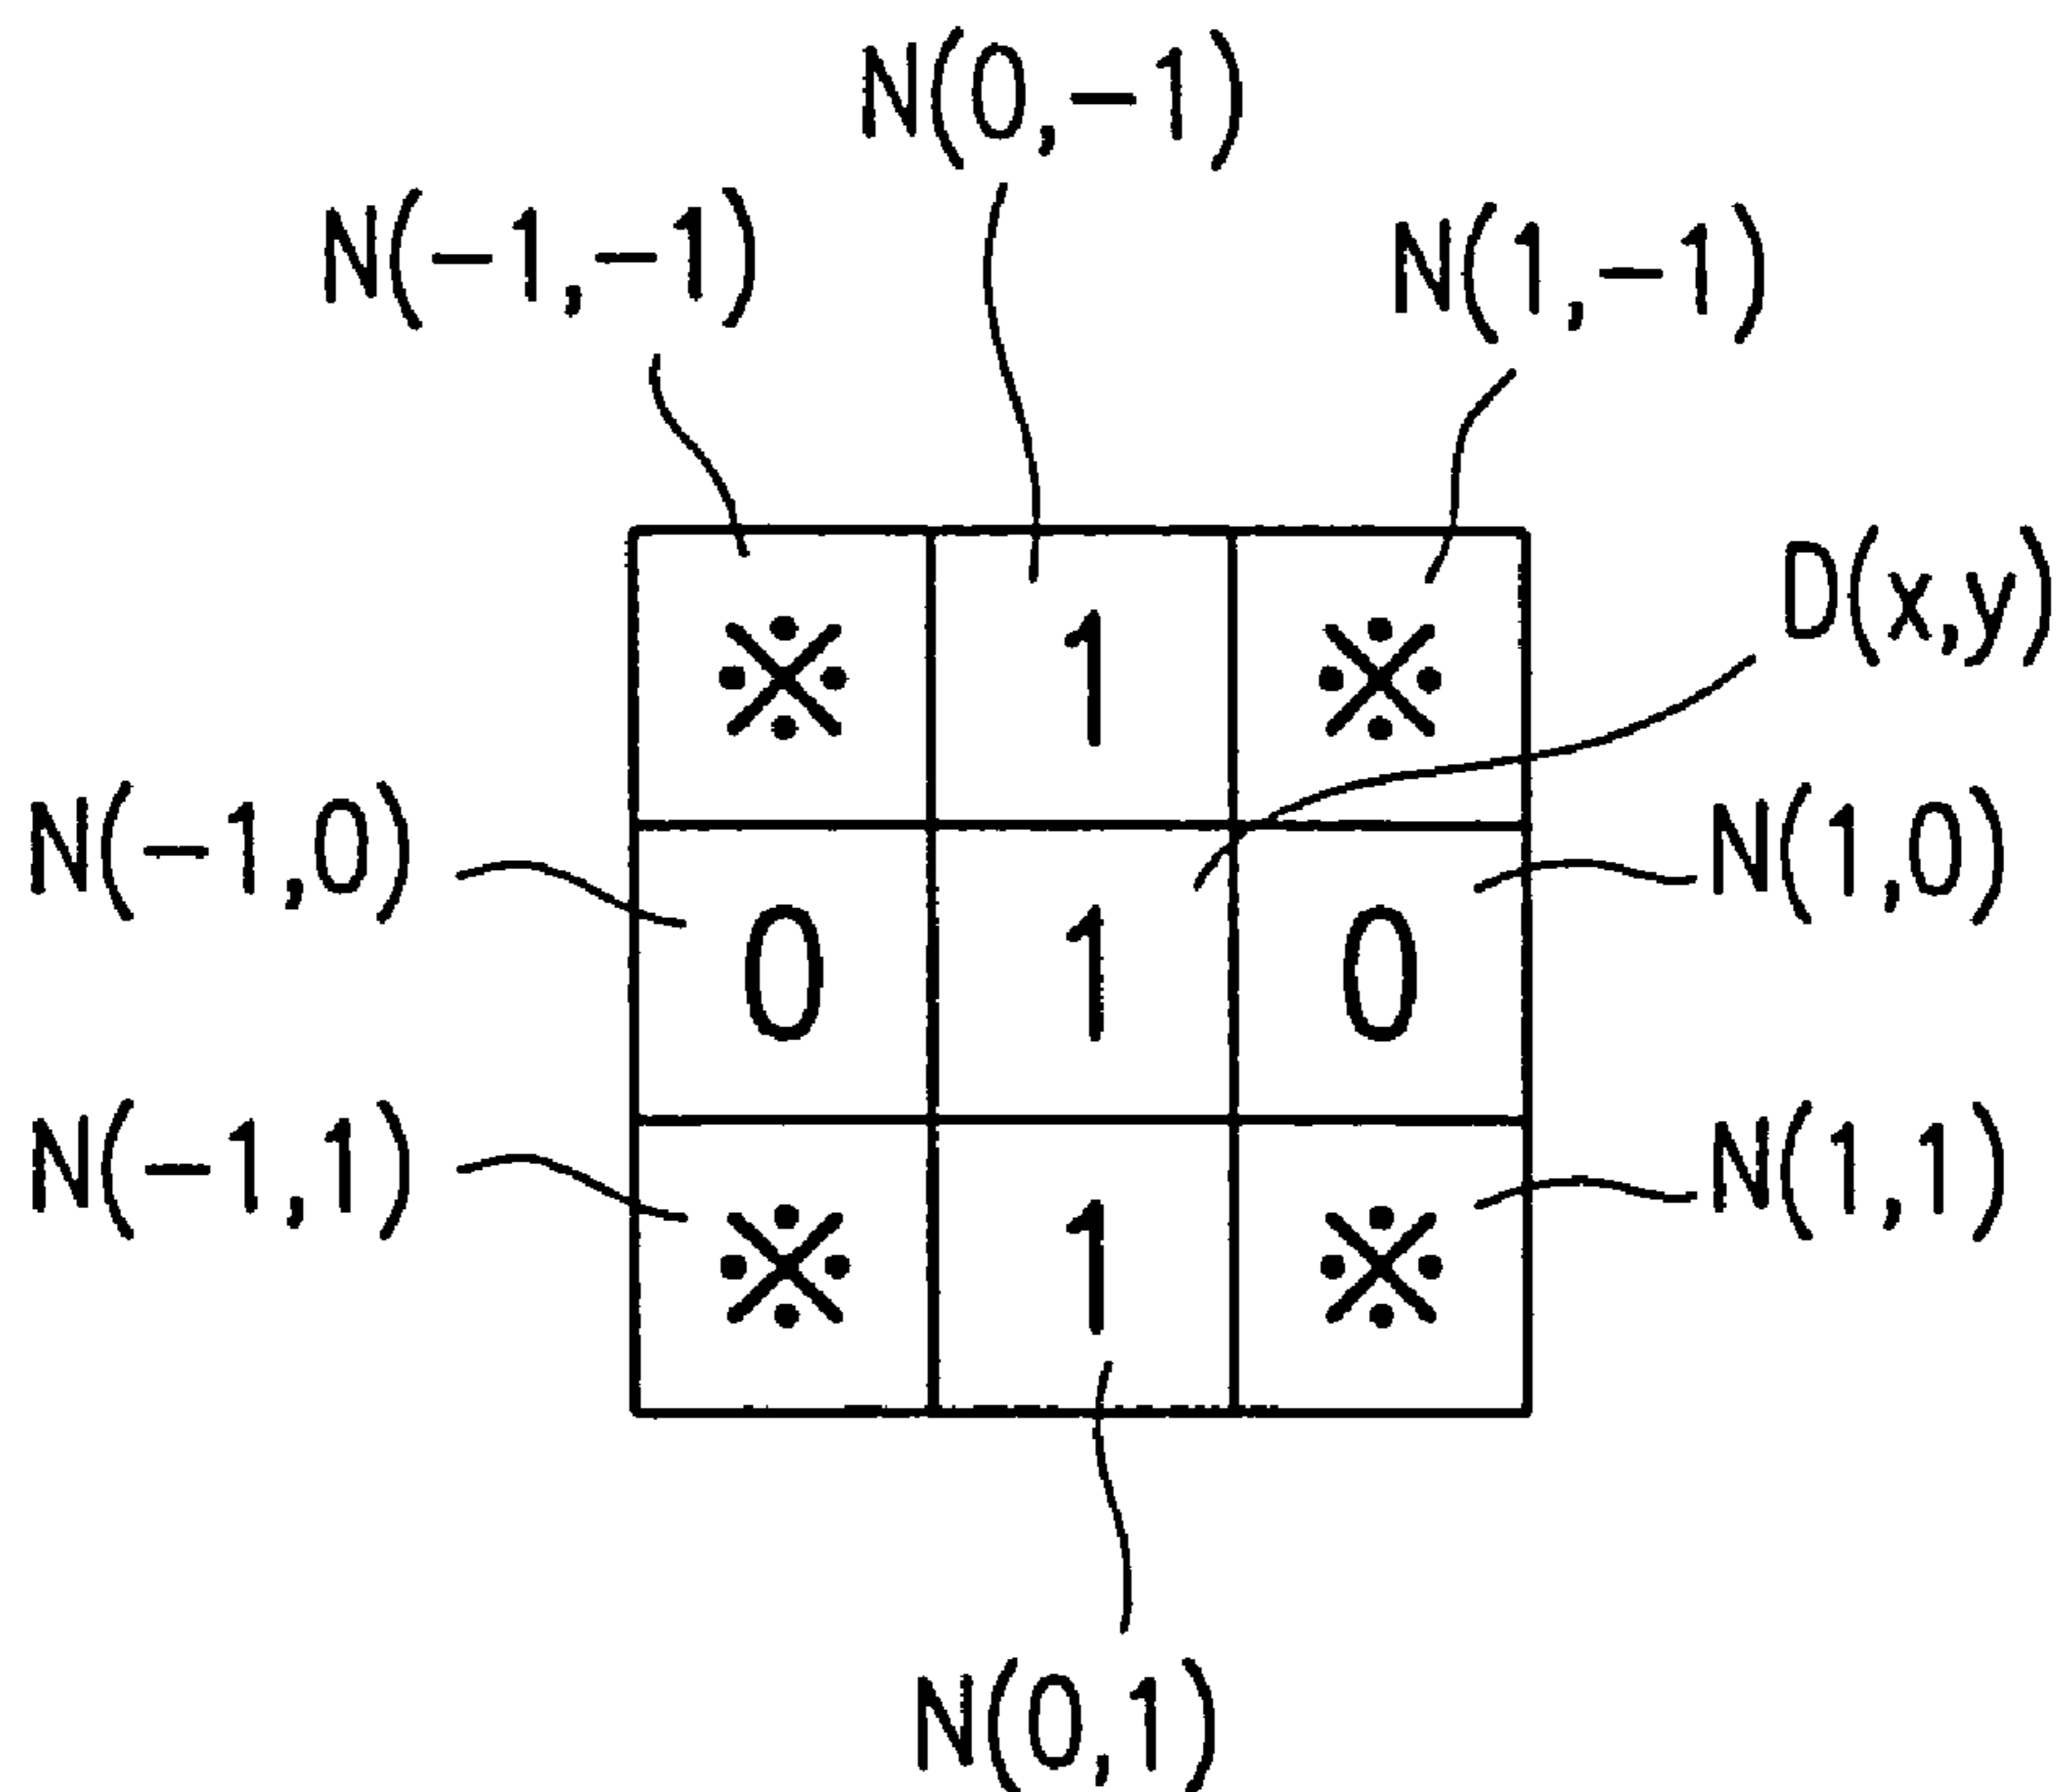 N(0,-1)
N(-1,-1)
N(1,-1)
D(x,y)
※ 1 ※
N(-1,0)
N(1,0)
0 1 0
N(-1,1)
N(1,1)
※ 1 ※
N(0,1)